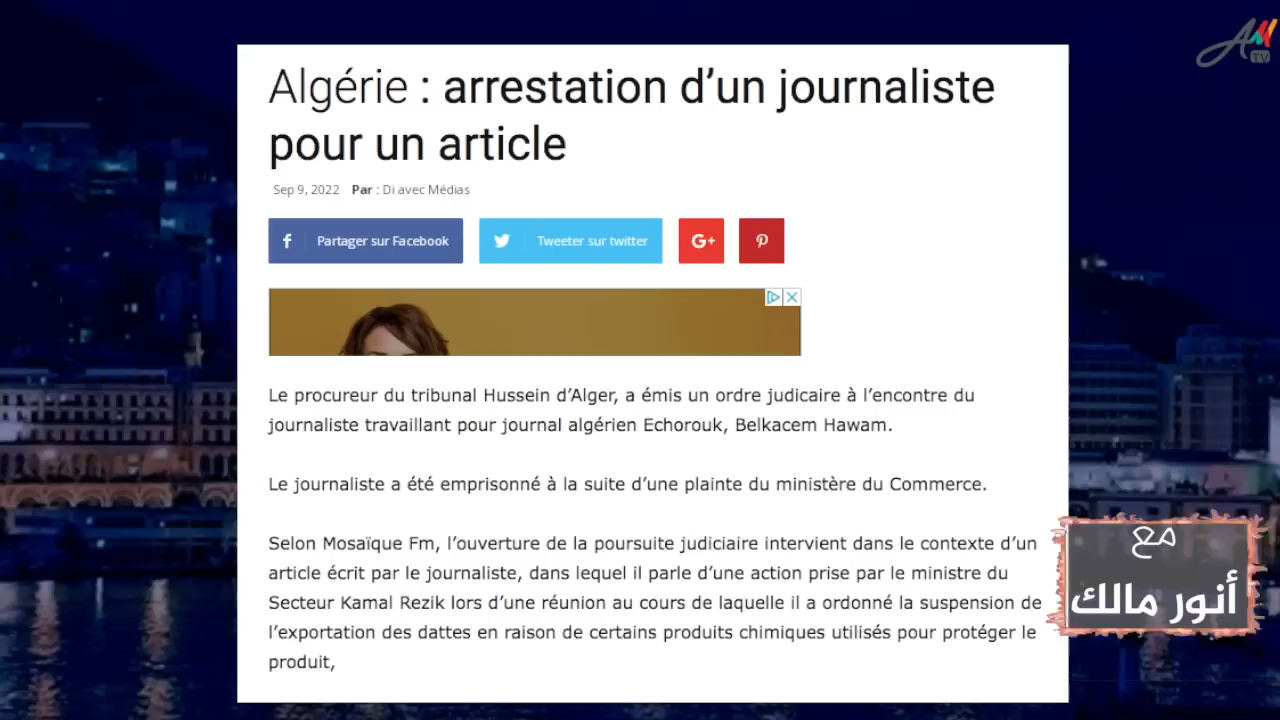 Algérie : arrestation d’un journaliste
pour un article
Sep 9, 2022 Par : Di avec Médias
Partager sur Facebook
Tweeter sur twitter
G+
Le procureur du tribunal Hussein d’Alger, a émis un ordre judicaire à l’encontre du
journaliste travaillant pour journal algérien Echorouk, Belkacem Hawam.
Le journaliste a été emprisonné à la suite d’une plainte du ministère du Commerce.
Selon Mosaïque Fm, l’ouverture de la poursuite judiciaire intervient dans le contexte d’un
article écrit par le journaliste, dans lequel il parle d’une action prise par le ministre du
Secteur Kamal Rezik lors d’une réunion au cours de laquelle il a ordonné la suspension de
l’exportation des dattes en raison de certains produits chimiques utilisés pour protéger le
produit,
مع
أنور مالك
AM
TV